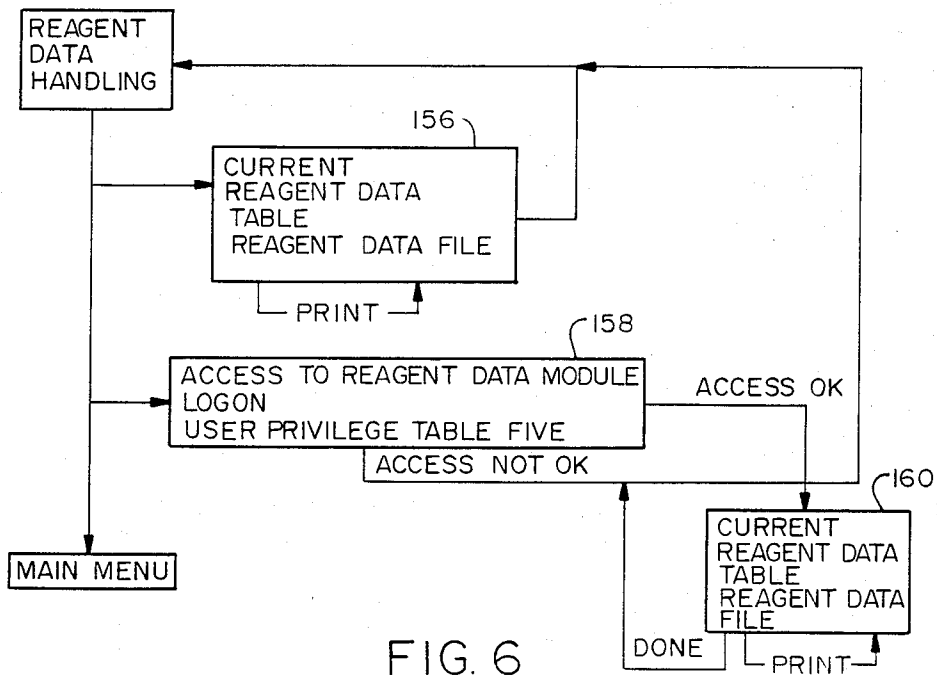 REAGENT
DATA
HANDLING
156
CURRENT
REAGENT DATA
TABLE
REAGENT DATA FILE
PRINT
158
ACCESS TO REAGENT DATA MODULE
LOGON
USER PRIVILEGE TABLE FIVE
ACCESS OK
ACCESS NOT OK
160
CURRENT
REAGENT DATA
TABLE
REAGENT DATA
FILE
MAIN MENU
DONE
PRINT
FIG. 6